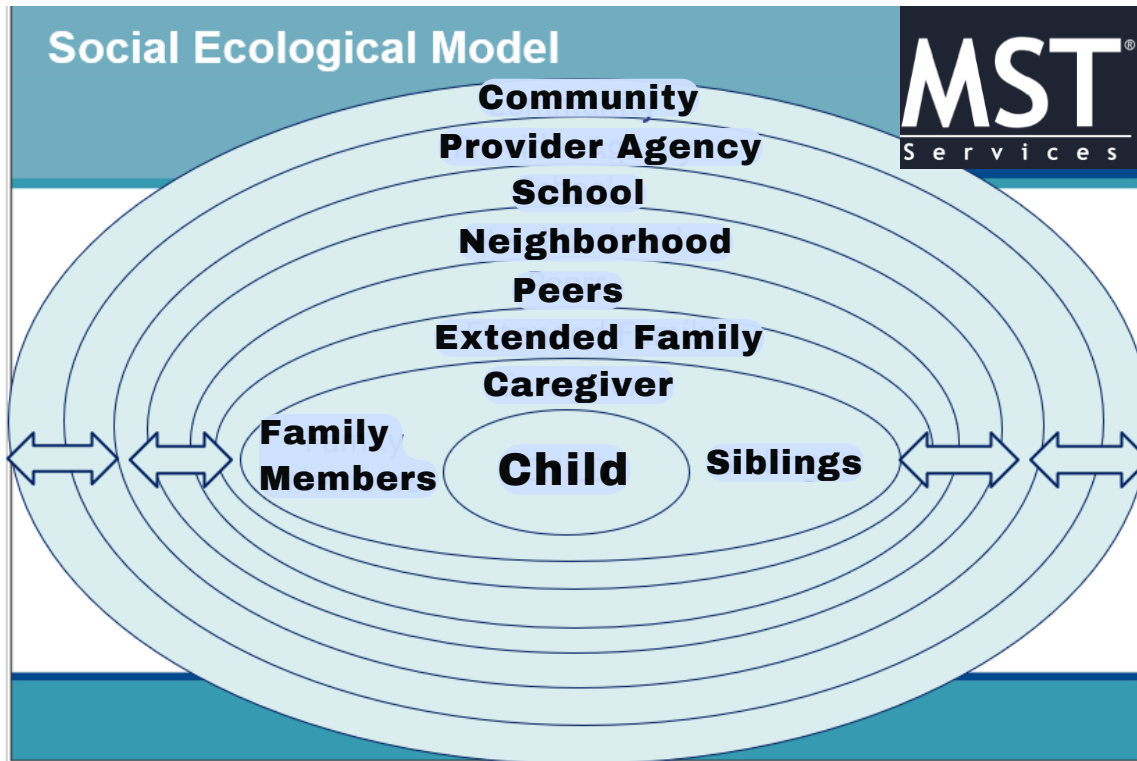 Social Ecological Model
MST®
Services
Community
Provider Agency
School
Neighborhood
Peers
Extended Family
Caregiver
Family
Members
Child
Siblings